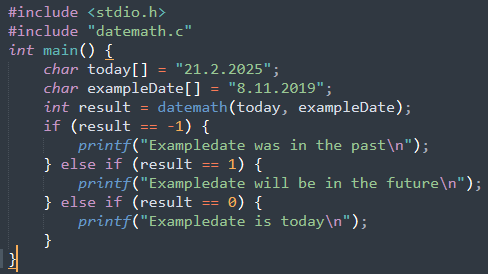 #include <stdio.h>
#include "datemath.c"
int main() {
    char today[] = "21.2.2025";
    char exampleDate[] = "8.11.2019";
    int result = datemath(today, exampleDate);
    if (result == -1) {
        printf("Exampledate was in the past\n");
    } else if (result == 1) {
        printf("Exampledate will be in the future\n");
    } else if (result == 0) {
        printf("Exampledate is today\n");
    }
}